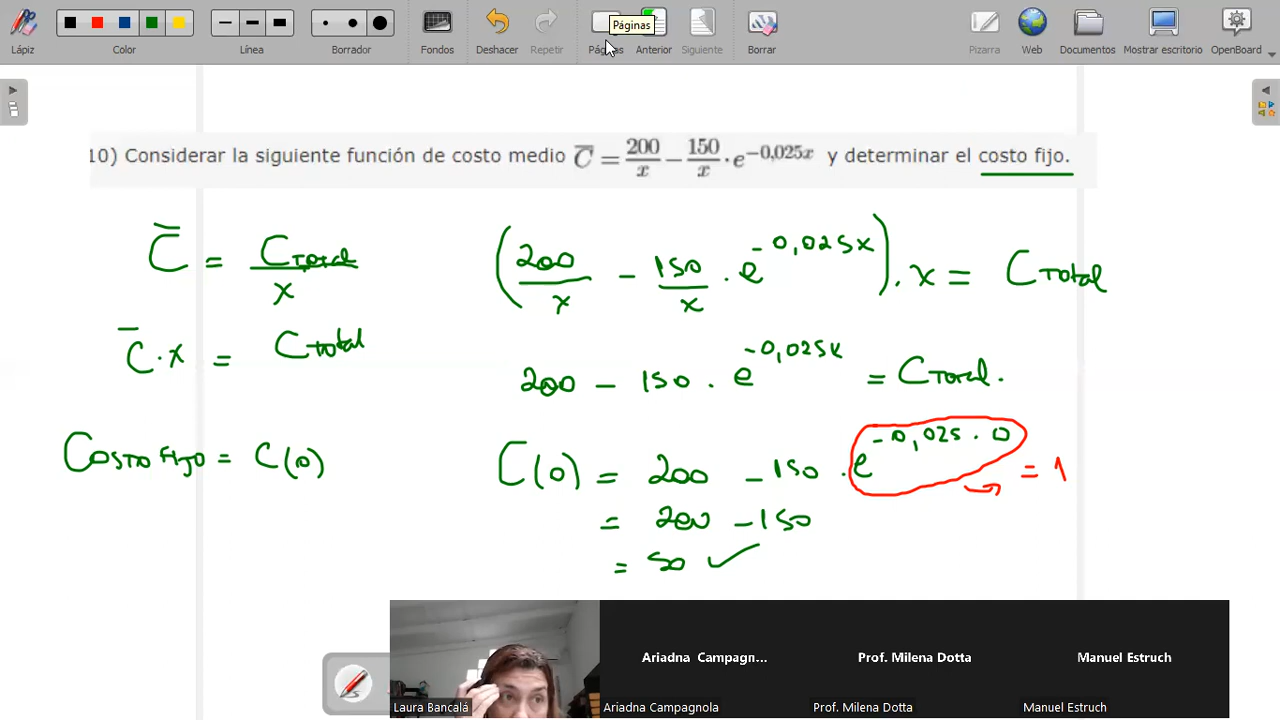 Páginas
Lápiz Color Línea Borrador Fondos Deshacer Repetir Páginas Anterior Siguiente Borrar Pizarra Web Documentos Mostrar escritorio OpenBoard
10) Considerar la siguiente función de costo medio C̅ = 200/x − 150/x · e^−0,025x y determinar el costo fijo.
C̅ = CTotal/x
(200/x − 150/x · e^−0,025x) · x = CTotal
C̅ · x = Ctotal
200 − 150 · e^−0,025x = CTotal.
Costo Fijo = C(0)
C(0) = 200 − 150 · e^−0,025 · 0 = 1
= 200 − 150
= 50 ✓
Ariadna Campagn...
Prof. Milena Dotta
Manuel Estruch
Laura Bancalá
Ariadna Campagnola
Prof. Milena Dotta
Manuel Estruch